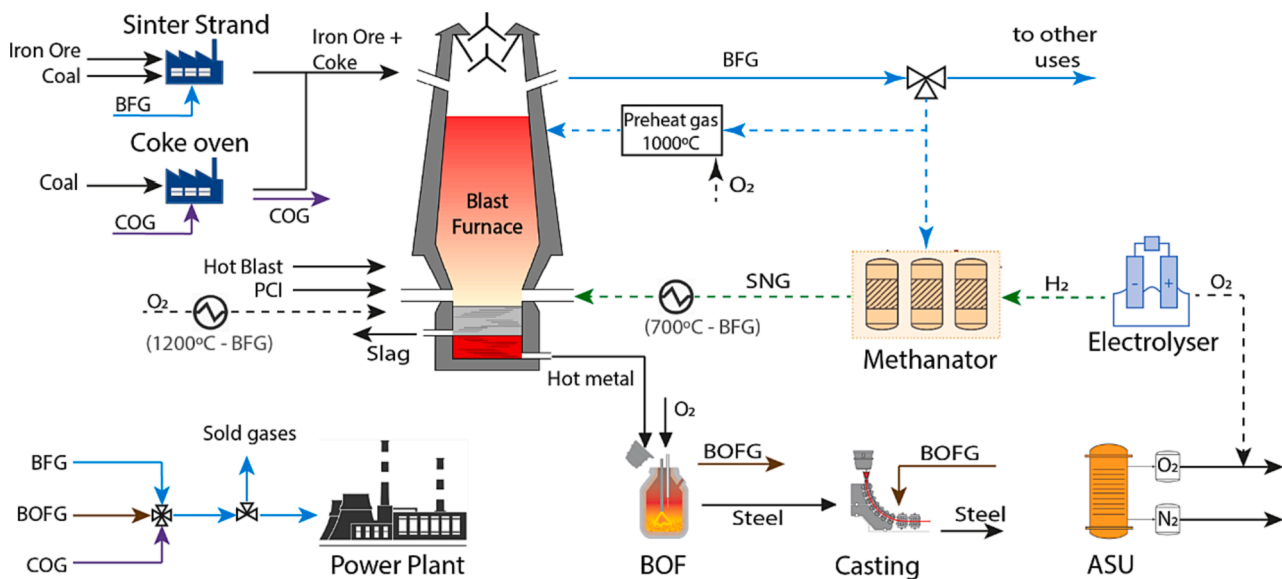 Sinter Strand
Iron Ore
Coal
BFG
Iron Ore +
Coke
Coke oven
Coal
COG
COG
BFG
to other
uses
Preheat gas
1000ºC
O₂
Blast
Furnace
Hot Blast
PCI
O₂
(1200ºC - BFG)
Slag
Hot metal
SNG
(700ºC - BFG)
Methanator
H₂
- +
O₂
Electrolyser
Sold gases
BFG
BOFG
COG
Power Plant
O₂
BOFG
Steel
BOF
BOFG
Steel
Casting
O₂
N₂
ASU